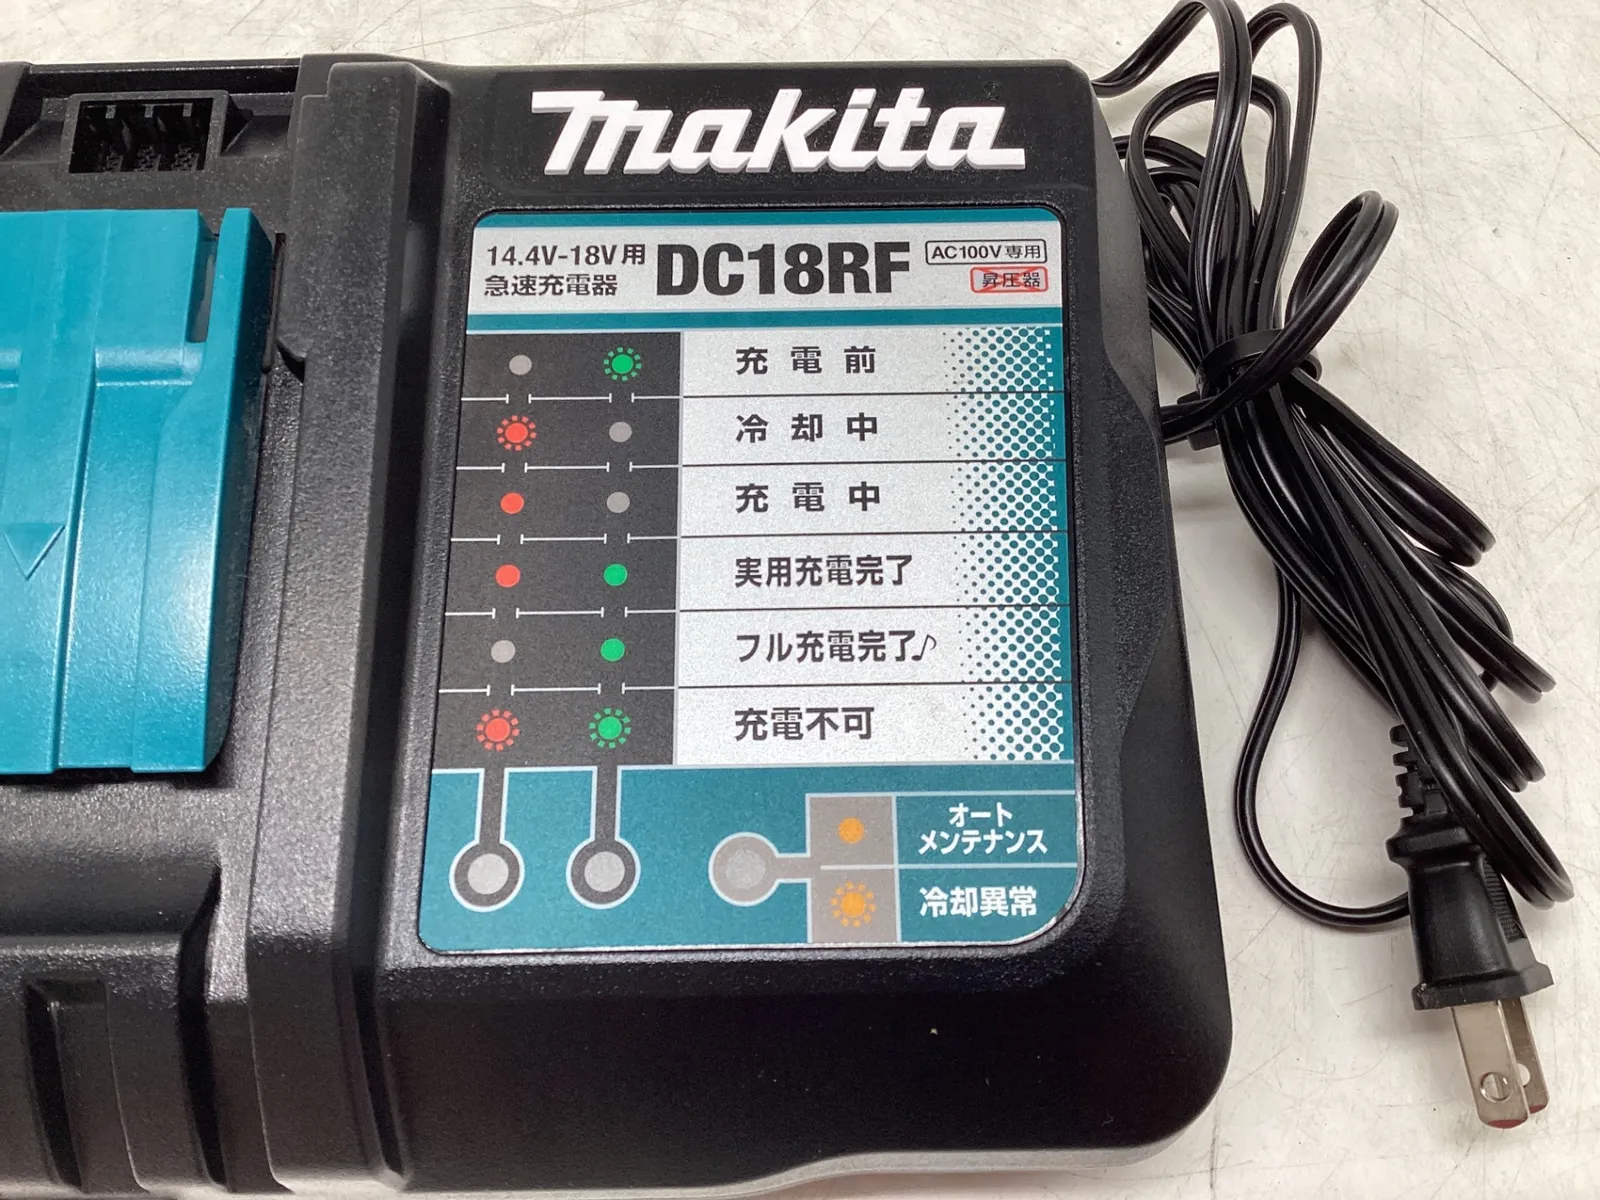 makita
14.4V-18V用
急速充電器
DC18RF
AC100V専用
昇圧器
充電前
冷却中
充電中
実用充電完了
フル充電完了♪
充電不可
オート
メンテナンス
冷却異常